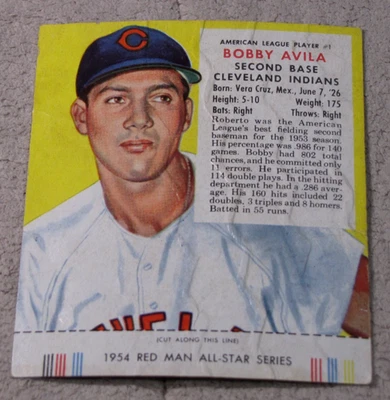 AMERICAN LEAGUE PLAYER #1
BOBBY AVILA
SECOND BASE
CLEVELAND INDIANS
Born: Vera Cruz, Mex., June 7, '26
Height: 5-10 Weight: 175
Bats: Right Throws: Right
Roberto was the American
League's best fielding second
baseman for the 1953 season.
His percentage was .986 for 140
games. Bobby had 802 total
chances, and he committed only
11 errors. He participated in
114 double plays. In the hitting
department he had a .286 aver-
age. His 160 hits included 22
doubles, 3 triples and 8 homers.
Batted in 55 runs.
C
VEL
(CUT ALONG THIS LINE)
1954 RED MAN ALL-STAR SERIES